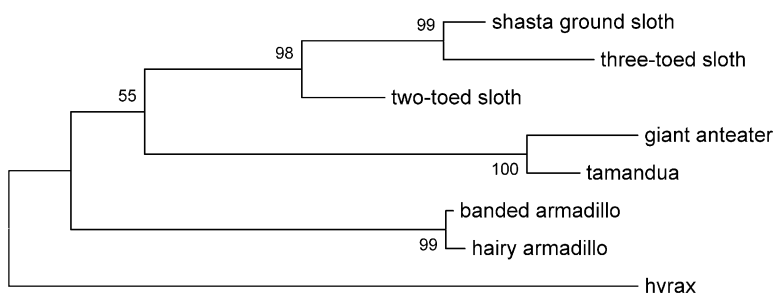 99 shasta ground sloth
three-toed sloth
98
two-toed sloth
55
giant anteater
100 tamandua
banded armadillo
99 hairy armadillo
hyrax